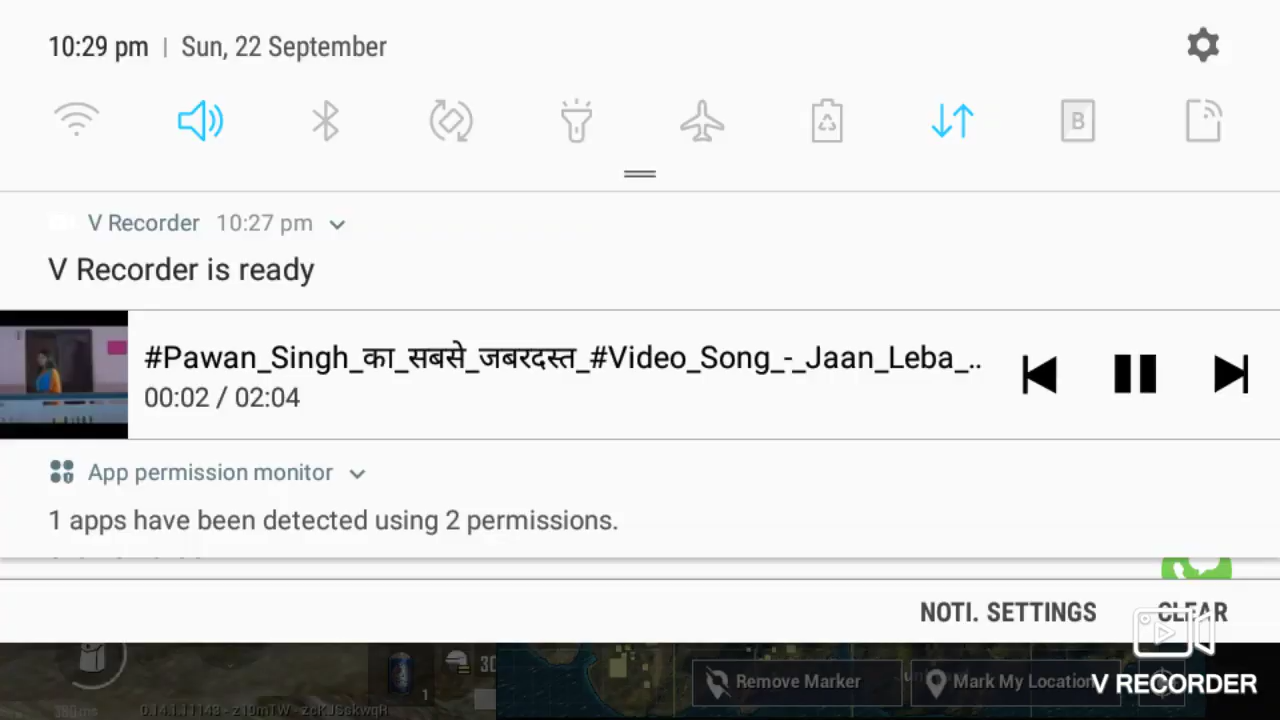 10:29 pm | Sun, 22 September
B
V Recorder 10:27 pm
V Recorder is ready
#Pawan_Singh_का_सबसे_जबरदस्त_#Video_Song_-_Jaan_Leba_..
00:02 / 02:04
App permission monitor
1 apps have been detected using 2 permissions.
NOTI. SETTINGS CLEAR
3D
1
Remove Marker
Mark My Location
V RECORDER